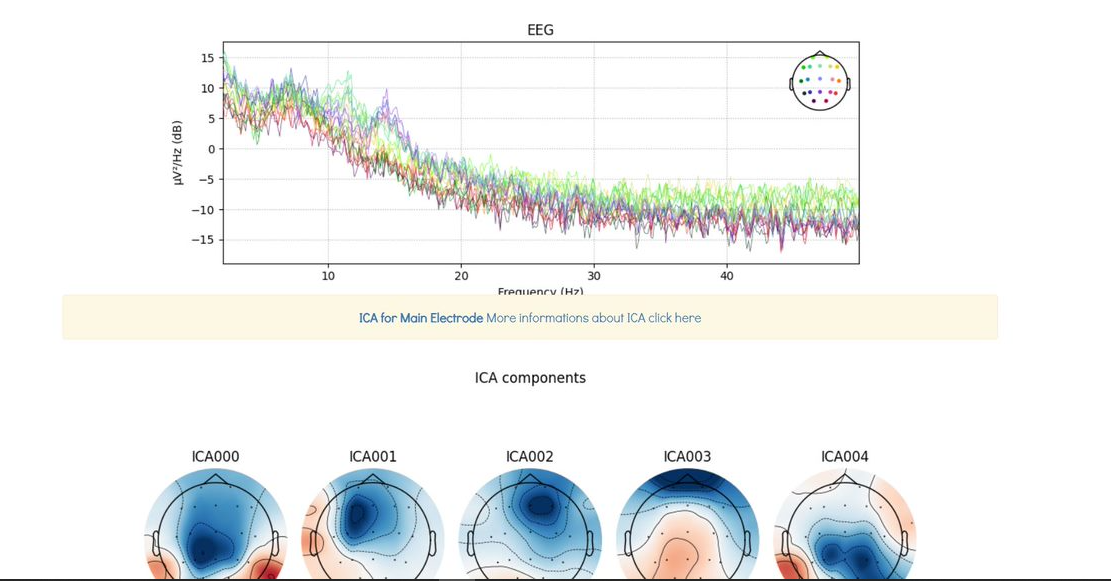 EEG
15
10
5
0
−5
−10
−15
µV²/Hz (dB)
10 20 30 40
Frequency (Hz)
ICA for Main Electrode More informations about ICA click here
ICA components
ICA000 ICA001 ICA002 ICA003 ICA004